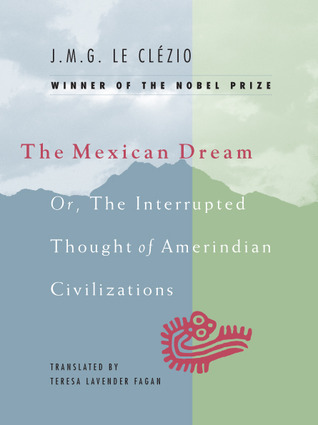 J.M.G. LE CLÉZIO
WINNER OF THE NOBEL PRIZE
The Mexican Dream
Or, The Interrupted
Thought of Amerindian
Civilizations
TRANSLATED BY
TERESA LAVENDER FAGAN